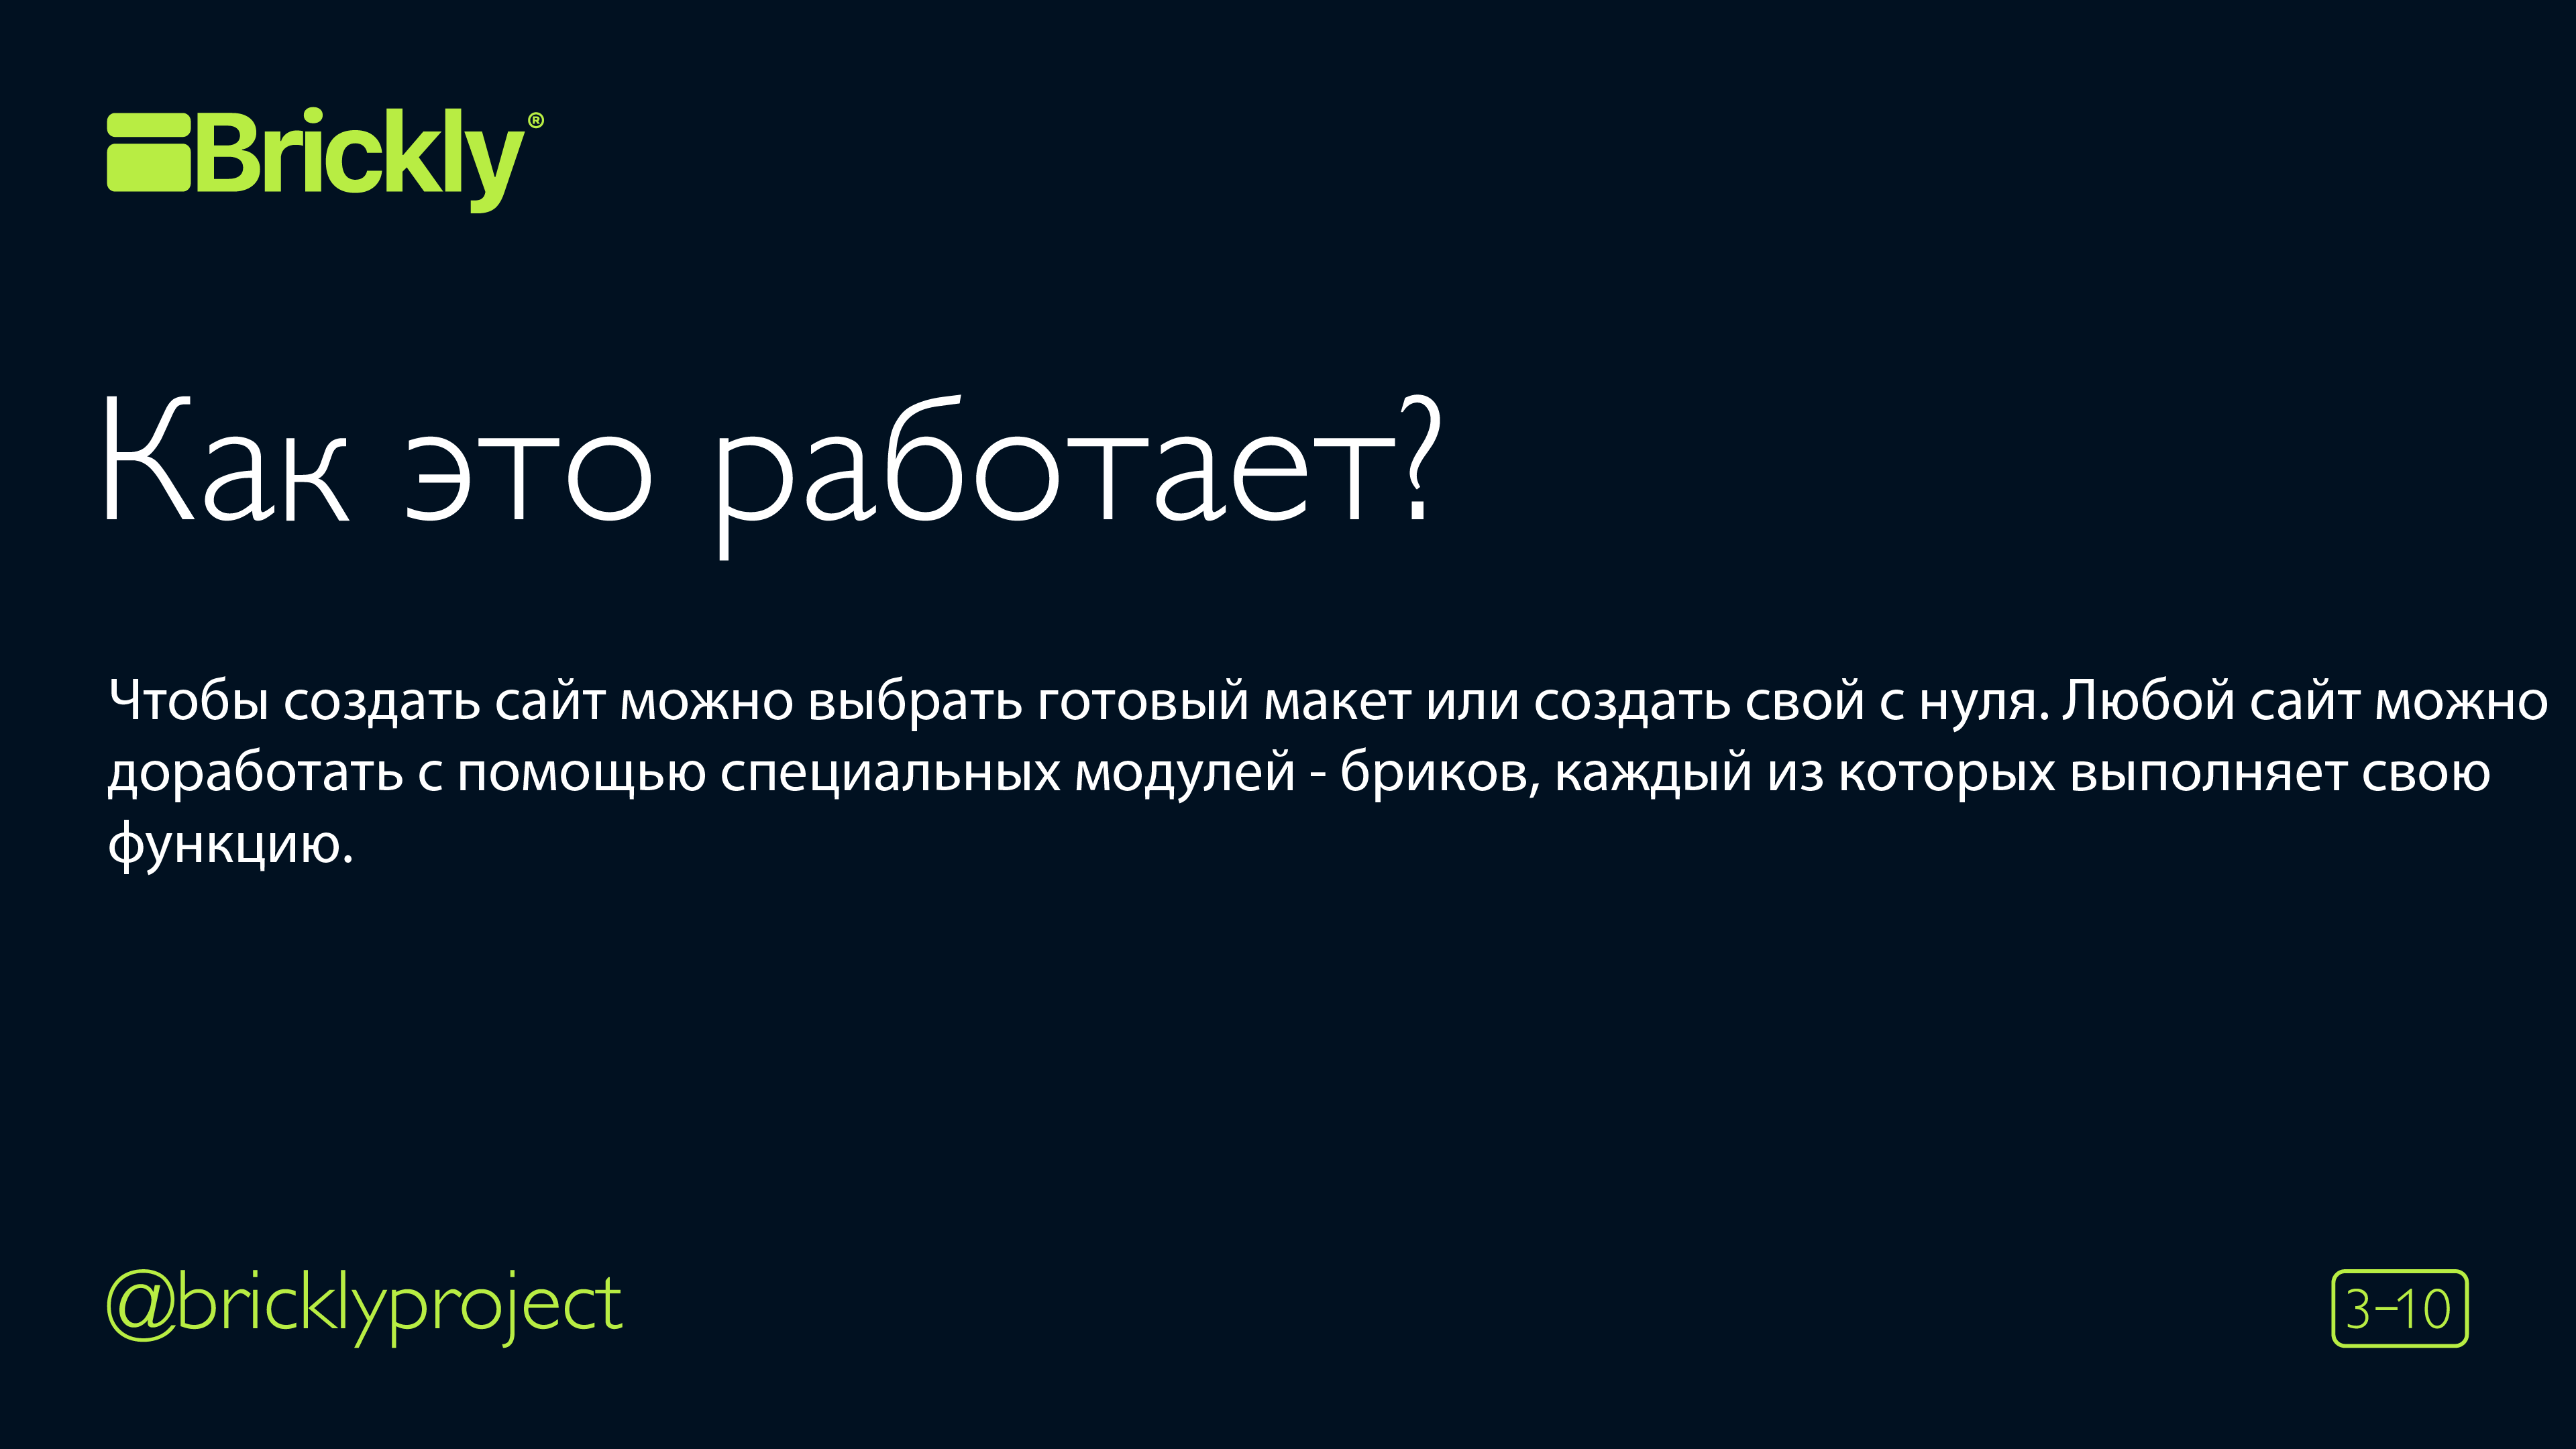 Brickly®
Как это работает?
Чтобы создать сайт можно выбрать готовый макет или создать свой с нуля. Любой сайт можно
доработать с помощью специальных модулей - бриков, каждый из которых выполняет свою
функцию.
@bricklyproject
3–10